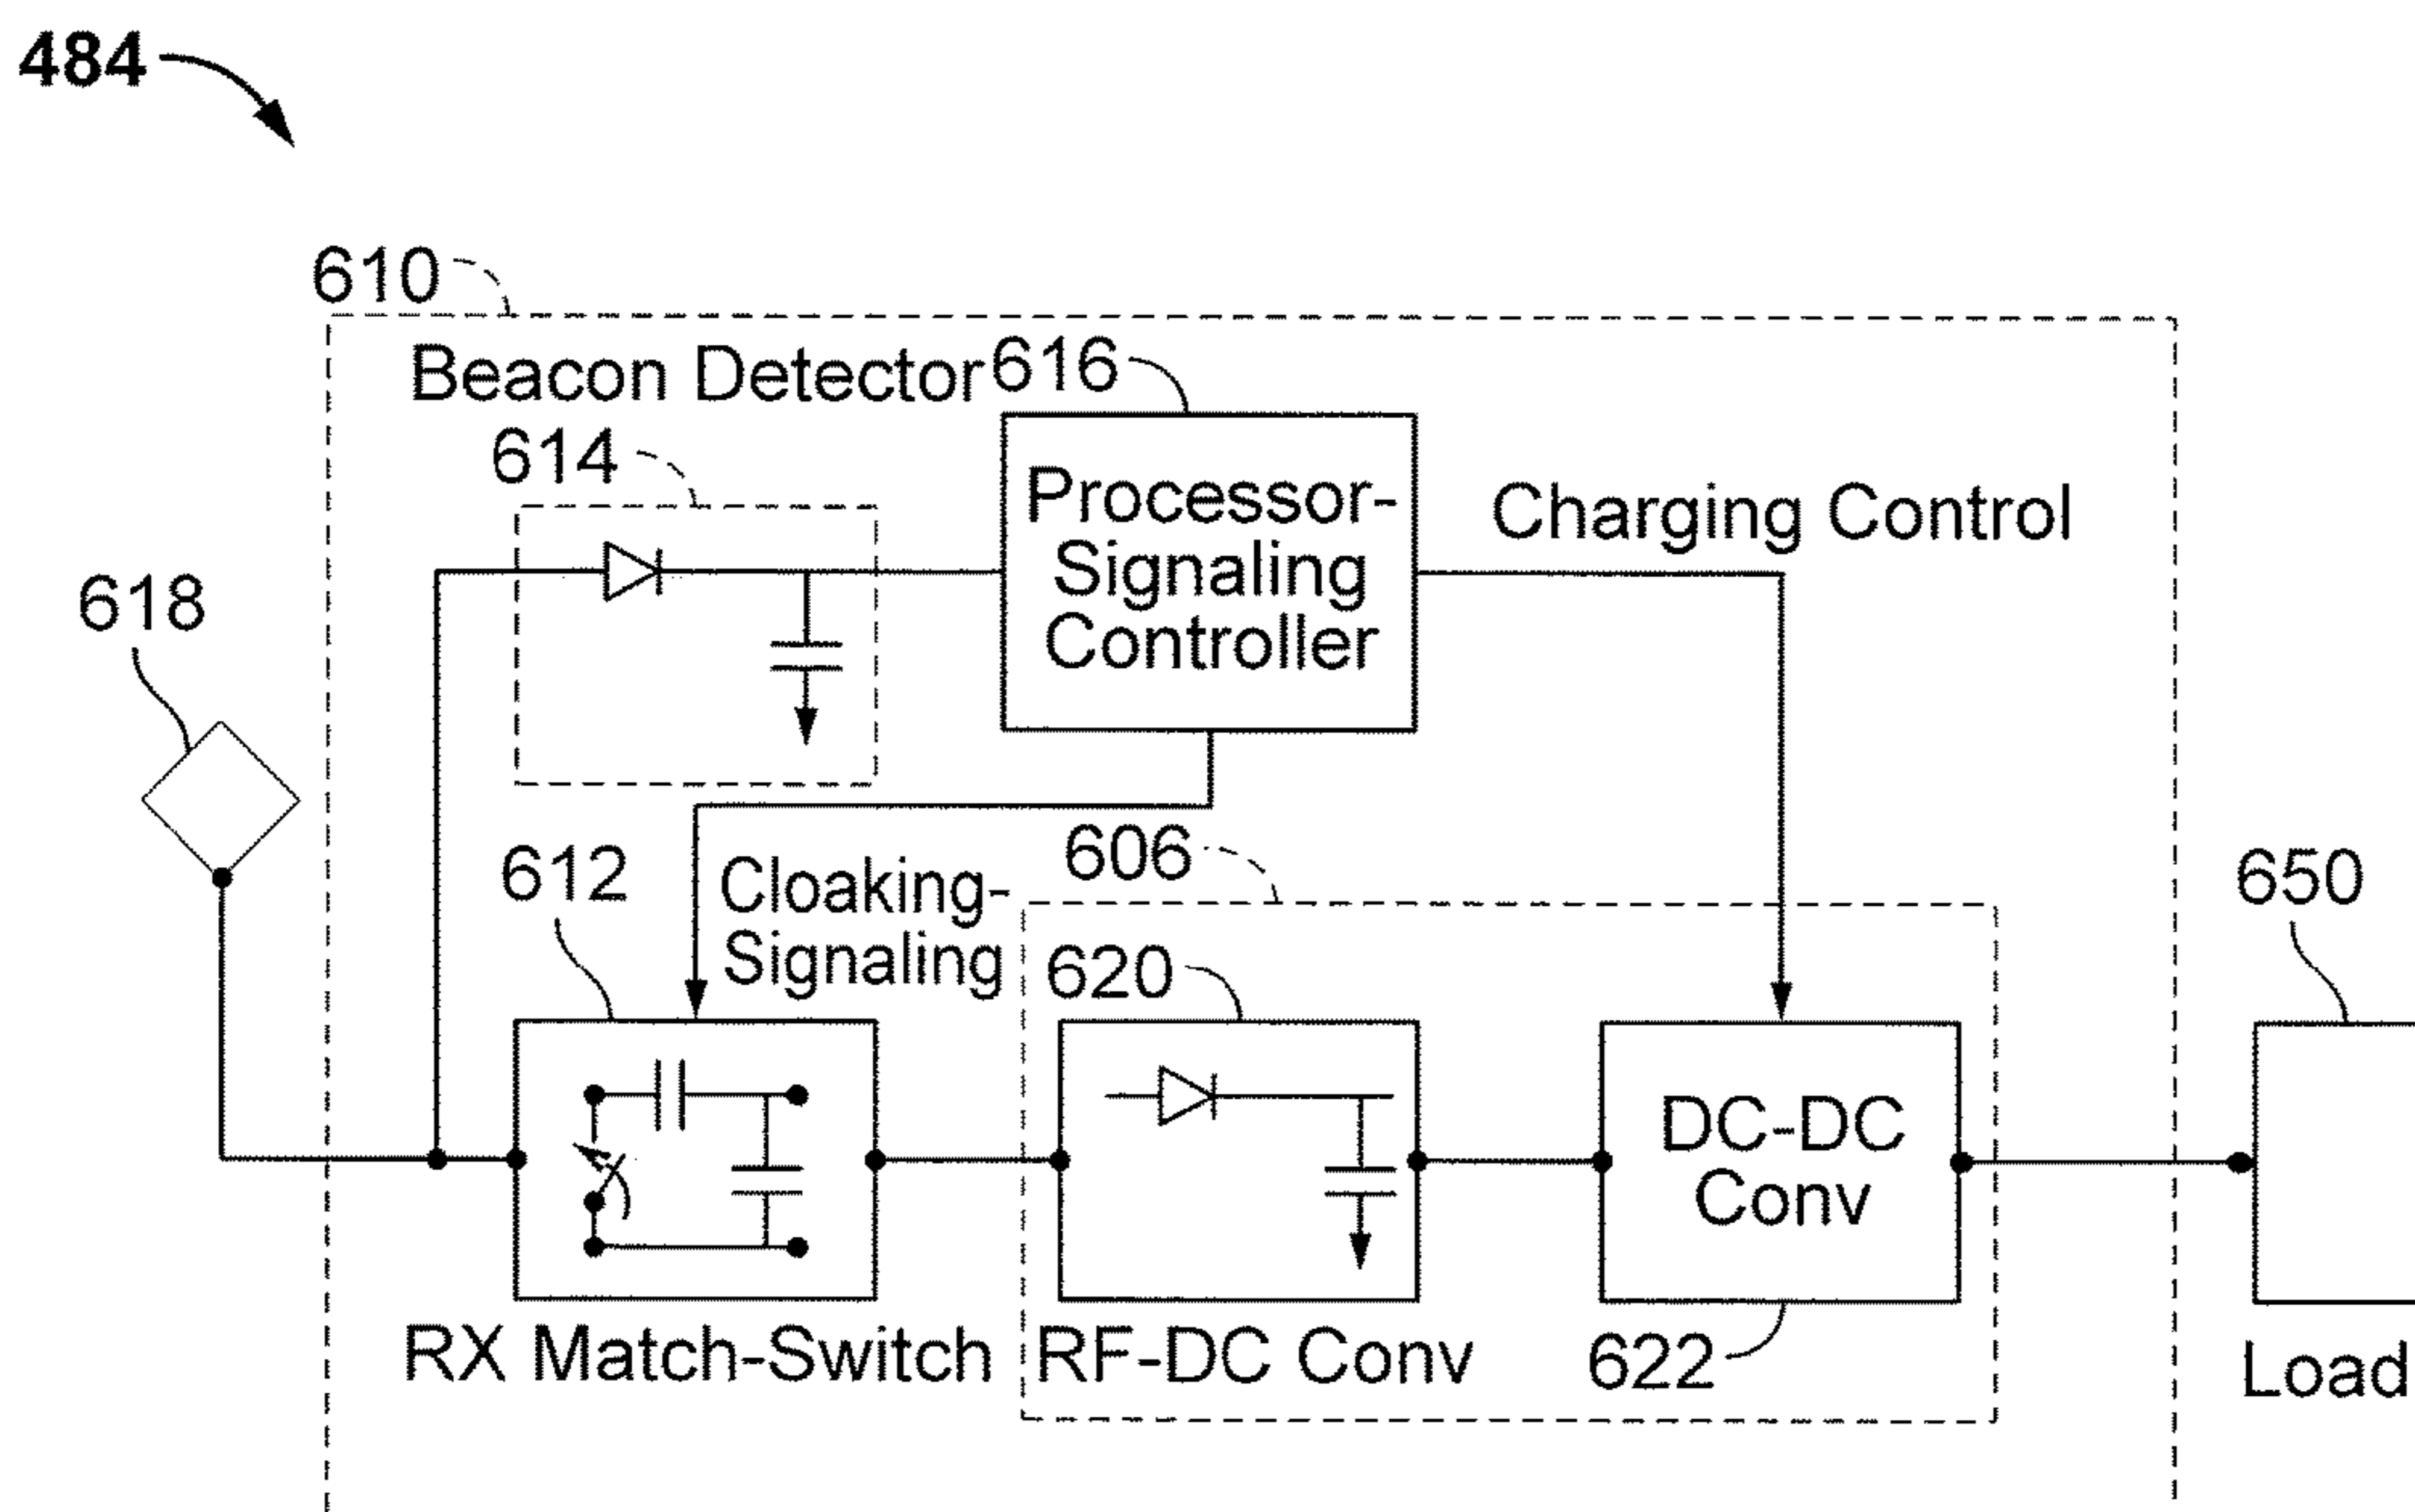 484
610
Beacon Detector
616
614
Processor-
Signaling
Controller
Charging Control
618
612
Cloaking-
Signaling
606
620
650
DC-DC
Conv
RX Match-Switch
RF-DC Conv
622
Load